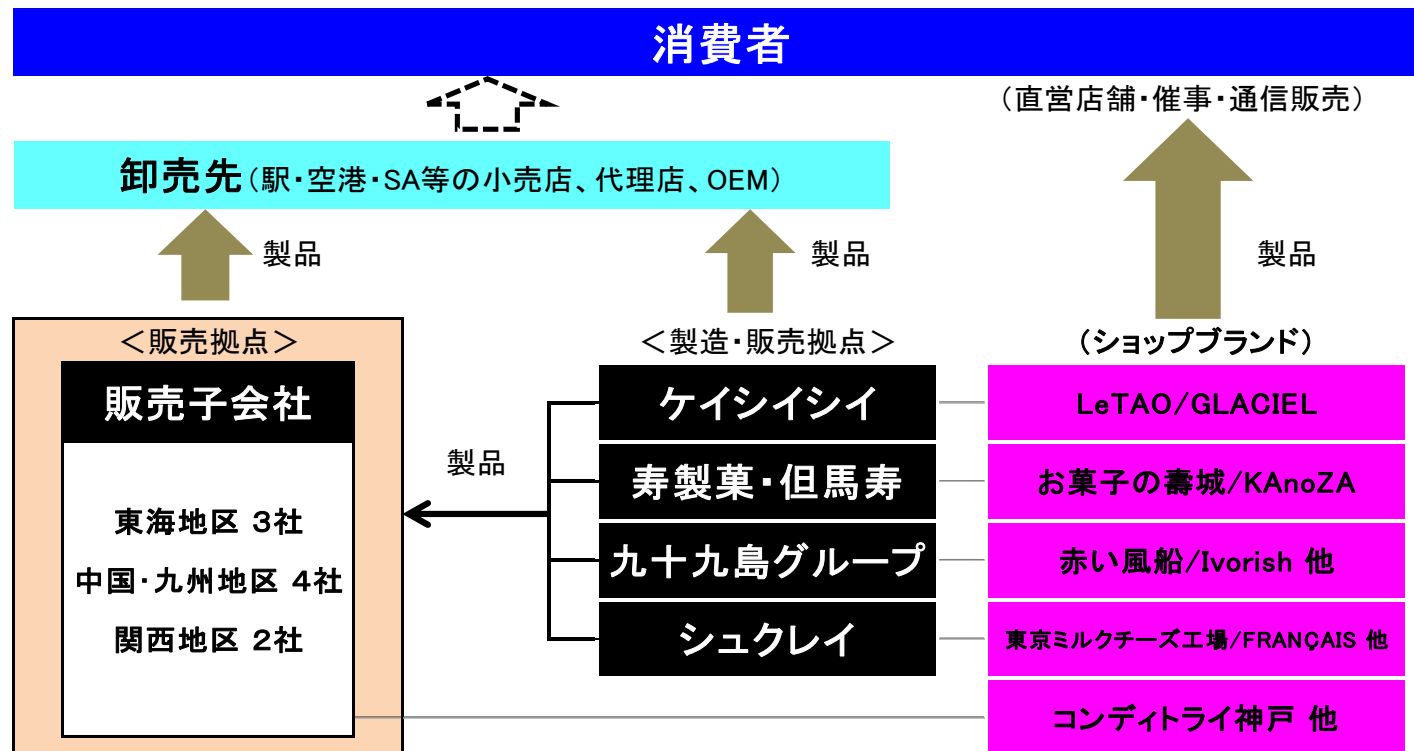 消費者
（直営店舗・催事・通信販売）
卸売先（駅・空港・SA等の小売店、代理店、OEM）
製品
製品
製品
＜販売拠点＞
販売子会社
東海地区 3社
中国・九州地区 4社
関西地区 2社
製品
＜製造・販売拠点＞
ケイシイシイ
寿製菓・但馬寿
九十九島グループ
シュクレイ
（ショップブランド）
LeTAO/GLACIEL
お菓子の壽城/KAnoZA
赤い風船/Ivorish 他
東京ミルクチーズ工場/FRANÇAIS 他
コンディトライ神戸 他